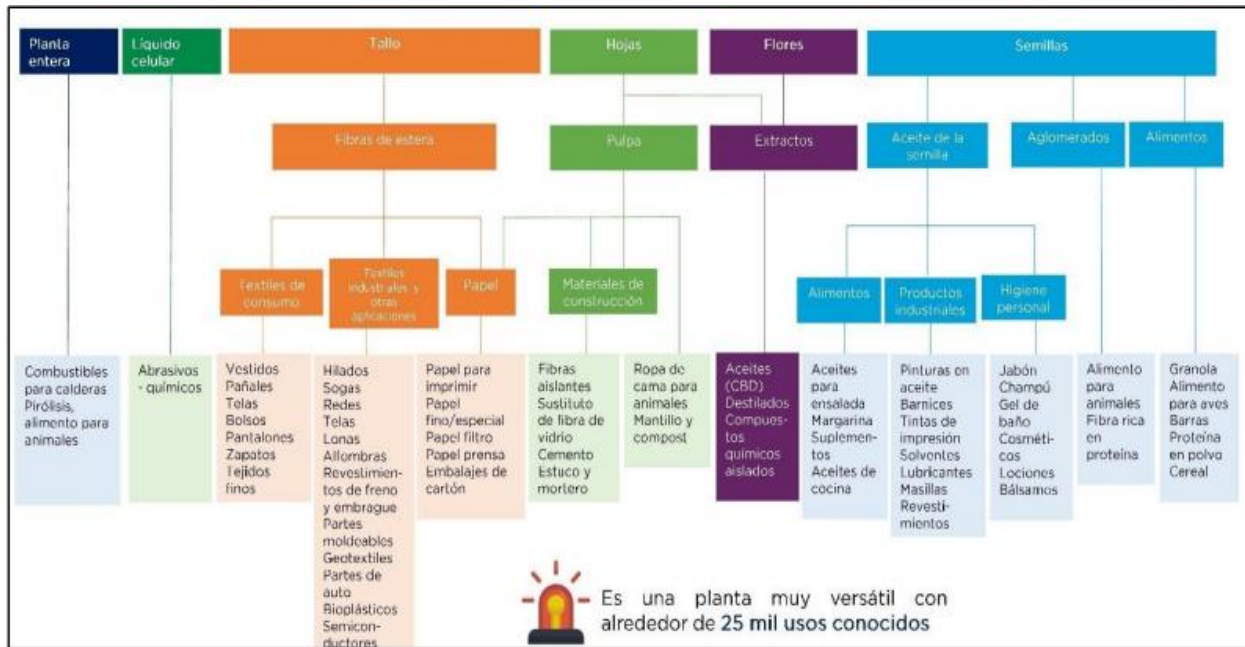 Planta
entera
Líquido
celular
Tallo
Hojas
Flores
Semillas
Fibras de estera
Pulpa
Extractos
Aceite de la
semilla
Aglomerados
Alimentos
Textiles de
consumo
Textiles
industriales y
otras
aplicaciones
Papel
Materiales de
construcción
Alimentos
Productos
industriales
Higiene
personal
Combustibles
para calderas
Pirólisis,
alimento para
animales
Abrasivos
- químicos
Vestidos
Pañales
Telas
Bolsos
Pantalones
Zapatos
Tejidos
finos
Hilados
Sogas
Redes
Telas
Lonas
Alfombras
Revestimien-
tos de freno
y embrague
Partes
moldeables
Geotextiles
Partes de
auto
Bioplásticos
Semicon-
ductores
Papel para
imprimir
Papel
fino/especial
Papel filtro
Papel prensa
Embalajes de
cartón
Fibras
aislantes
Sustituto
de fibra de
vidrio
Cemento
Estuco y
mortero
Ropa de
cama para
animales
Mantillo y
compost
Aceites
(CBD)
Destilados
Compues-
tos
químicos
aislados
Aceites
para
ensalada
Margarina
Suplemen-
tos
Aceites de
cocina
Pinturas en
aceite
Barnices
Tintas de
impresión
Solventes
Lubricantes
Masillas
Revesti-
mientos
Jabón
Champú
Gel de
baño
Cosméti-
cos
Lociones
Bálsamos
Alimento
para
animales
Fibra rica
en
proteína
Granola
Alimento
para aves
Barras
Proteína
en polvo
Cereal
Es una planta muy versátil con
alrededor de 25 mil usos conocidos